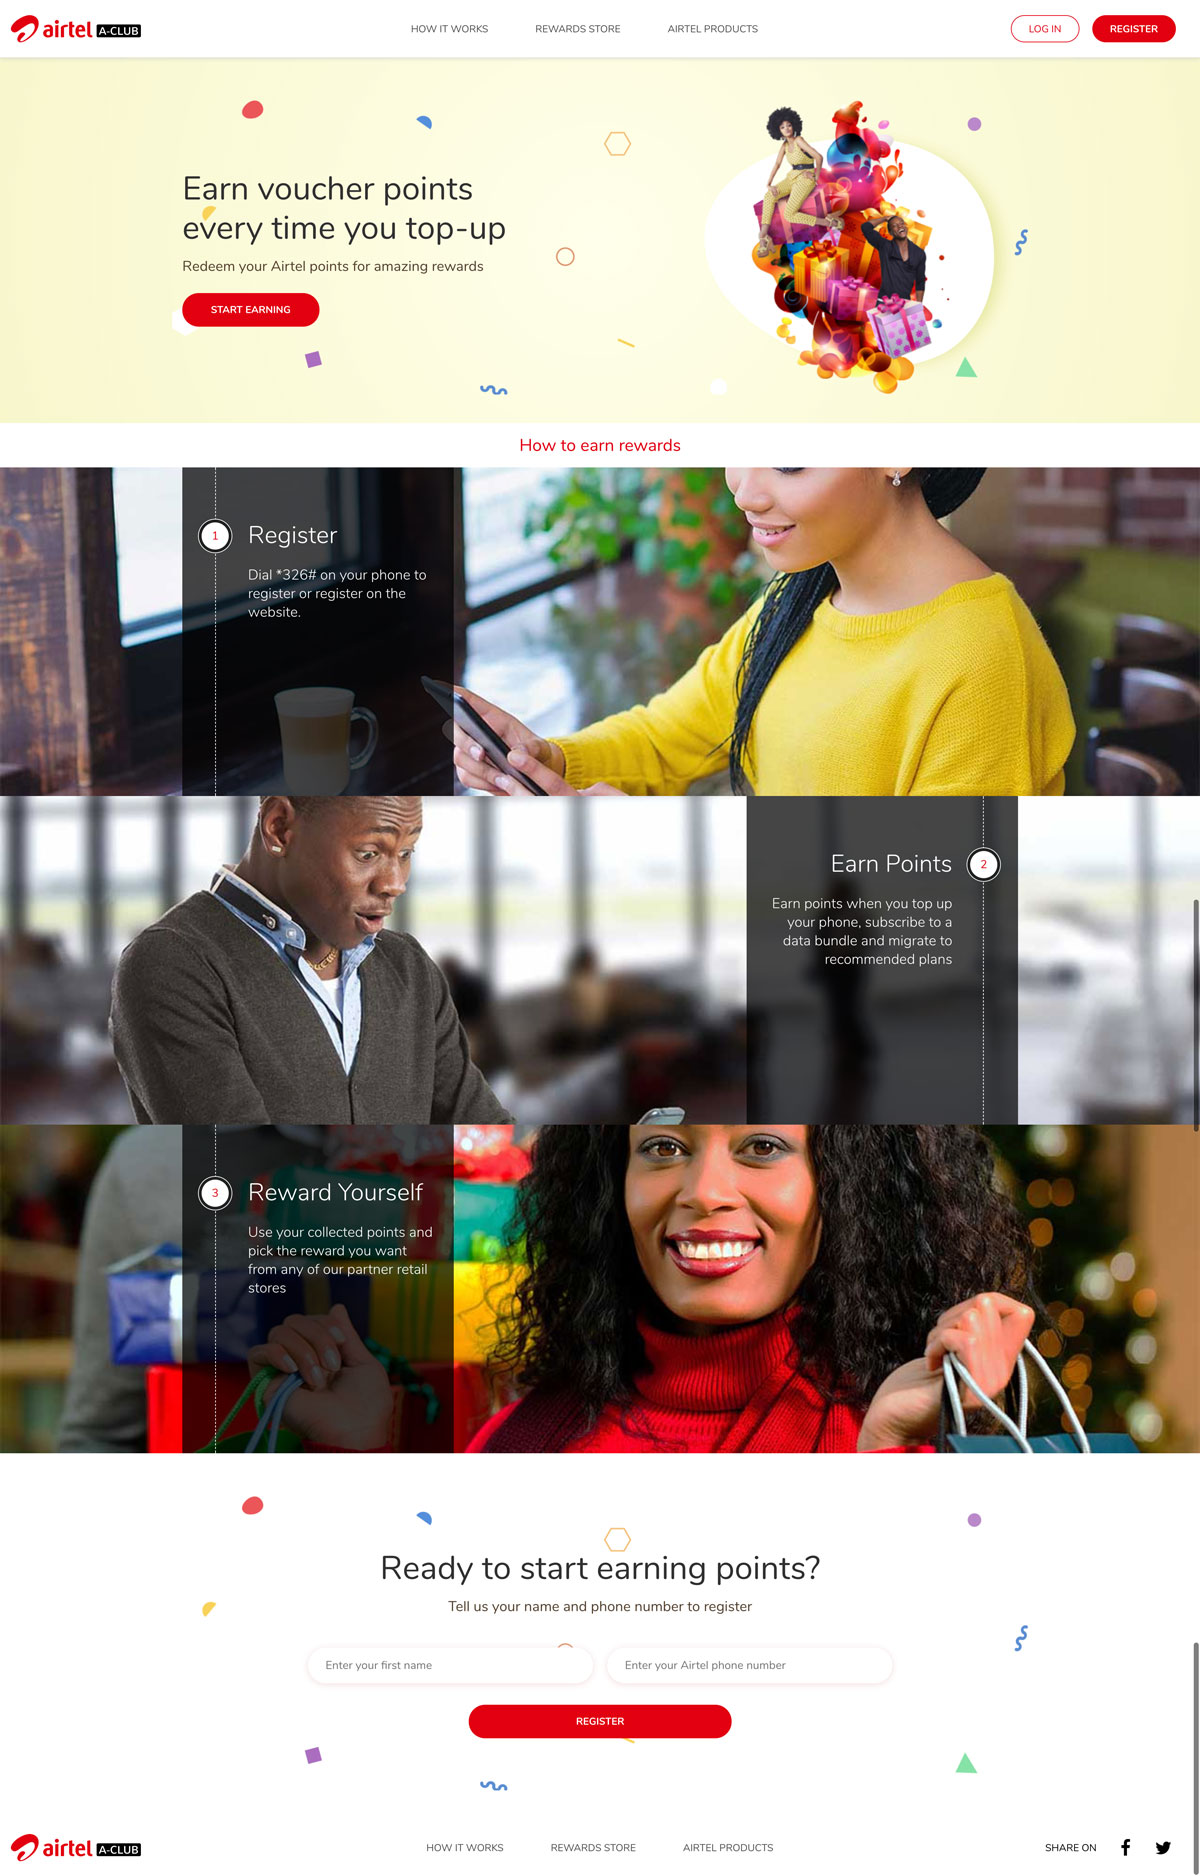 airtel A-CLUB
HOW IT WORKS
REWARDS STORE
AIRTEL PRODUCTS
LOG IN
REGISTER
Earn voucher points
every time you top-up
Redeem your Airtel points for amazing rewards
START EARNING
How to earn rewards
1
Register
Dial *326# on your phone to
register or register on the
website.
Earn Points
2
Earn points when you top up
your phone, subscribe to a
data bundle and migrate to
recommended plans
3
Reward Yourself
Use your collected points and
pick the reward you want
from any of our partner retail
stores
Ready to start earning points?
Tell us your name and phone number to register
Enter your first name
Enter your Airtel phone number
REGISTER
airtel A-CLUB
HOW IT WORKS
REWARDS STORE
AIRTEL PRODUCTS
SHARE ON